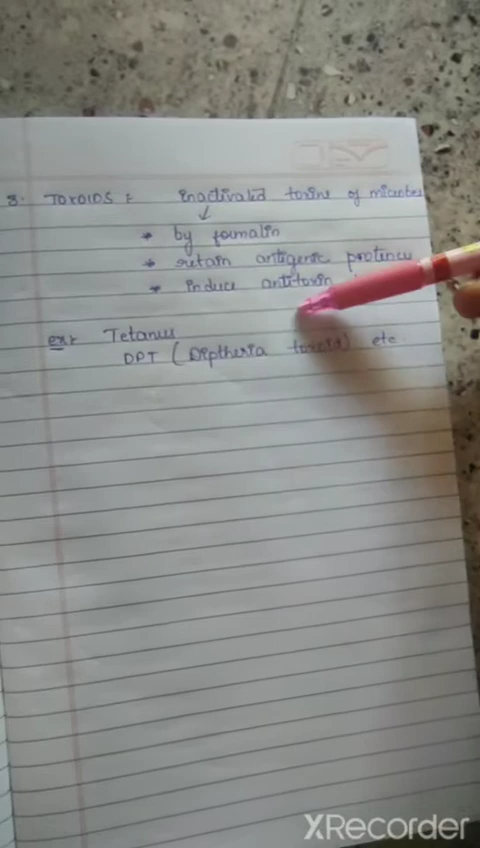 3. TOXOIDS : inactivated toxins of microbes
* by formalin
* retain antigenic
* induce antitoxin
ex: Tetanus
DPT (Diptheria toxoid) etc.
XRecorder